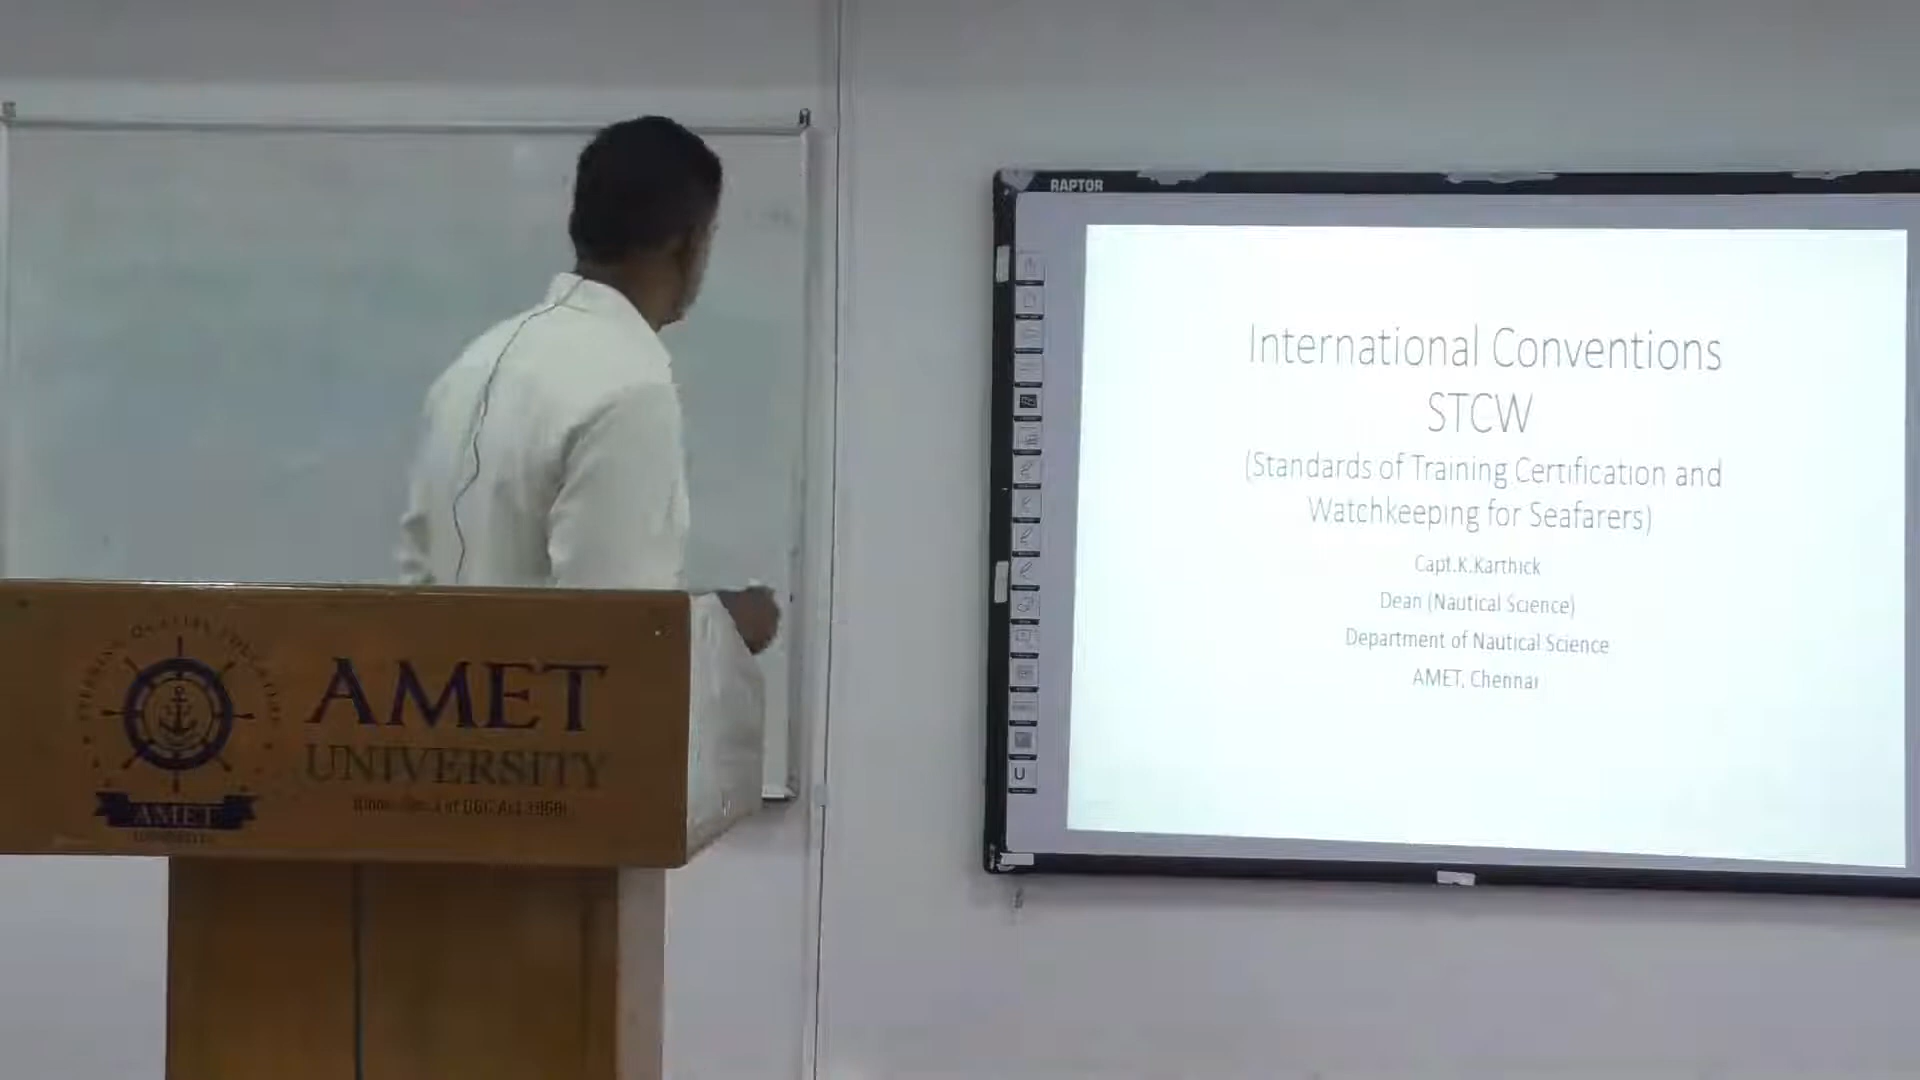 RAPTOR
International Conventions
STCW
(Standards of Training Certification and
Watchkeeping for Seafarers)
Capt.K.Karthick
Dean (Nautical Science)
Department of Nautical Science
AMET, Chennai
U
AMET
UNIVERSITY
AMET